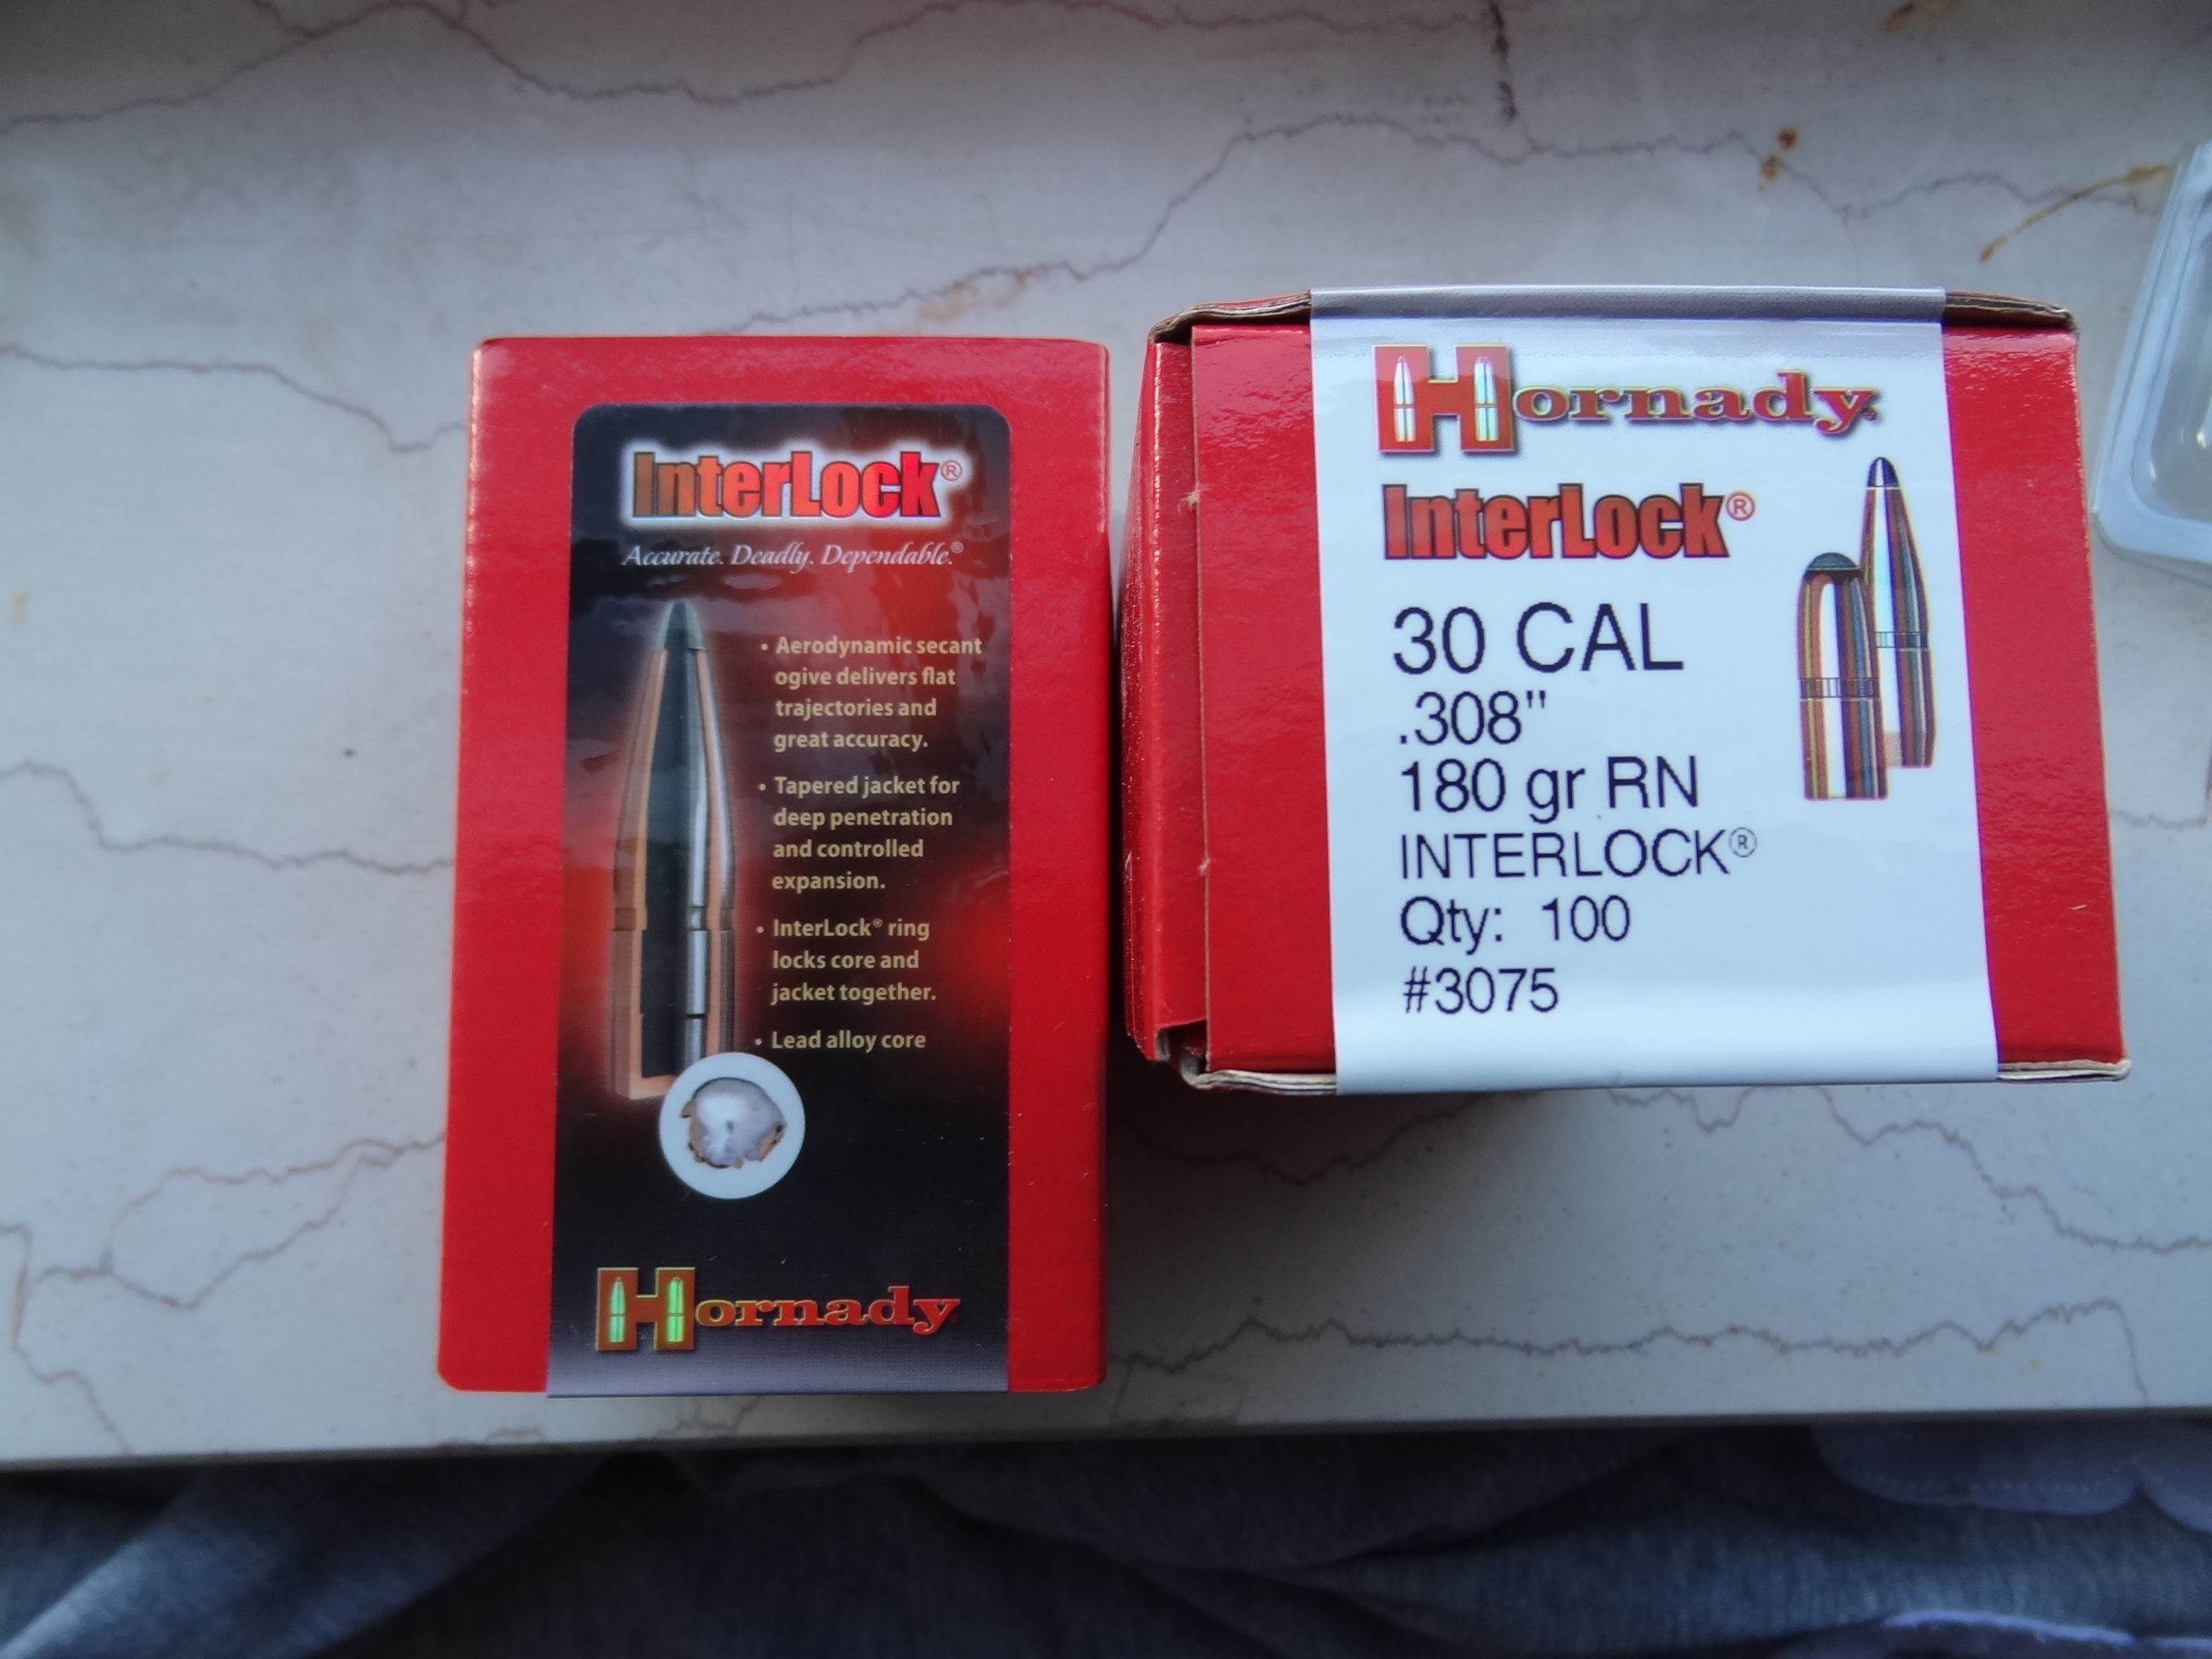 InterLock®
Accurate. Deadly. Dependable.®
• Aerodynamic secant
ogive delivers flat
trajectories and
great accuracy.
• Tapered jacket for
deep penetration
and controlled
expansion.
• InterLock® ring
locks core and
jacket together.
• Lead alloy core
Hornady
Hornady
InterLock®
30 CAL
.308"
180 gr RN
INTERLOCK®
Qty: 100
#3075